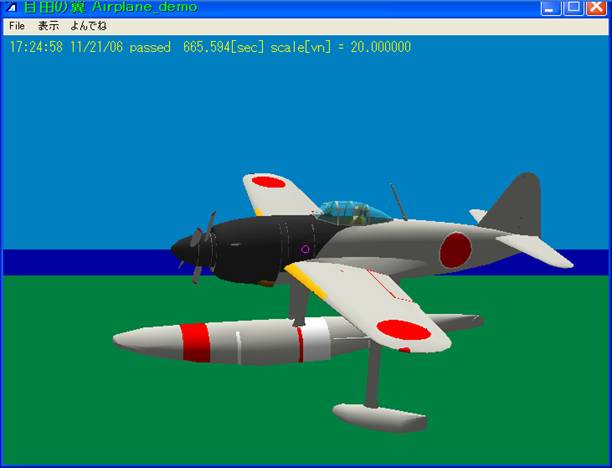 自由の翼 Airplane_demo
File 表示 よんでね
17:24:58 11/21/06 passed 665.594[sec] scale[vn] = 20.000000